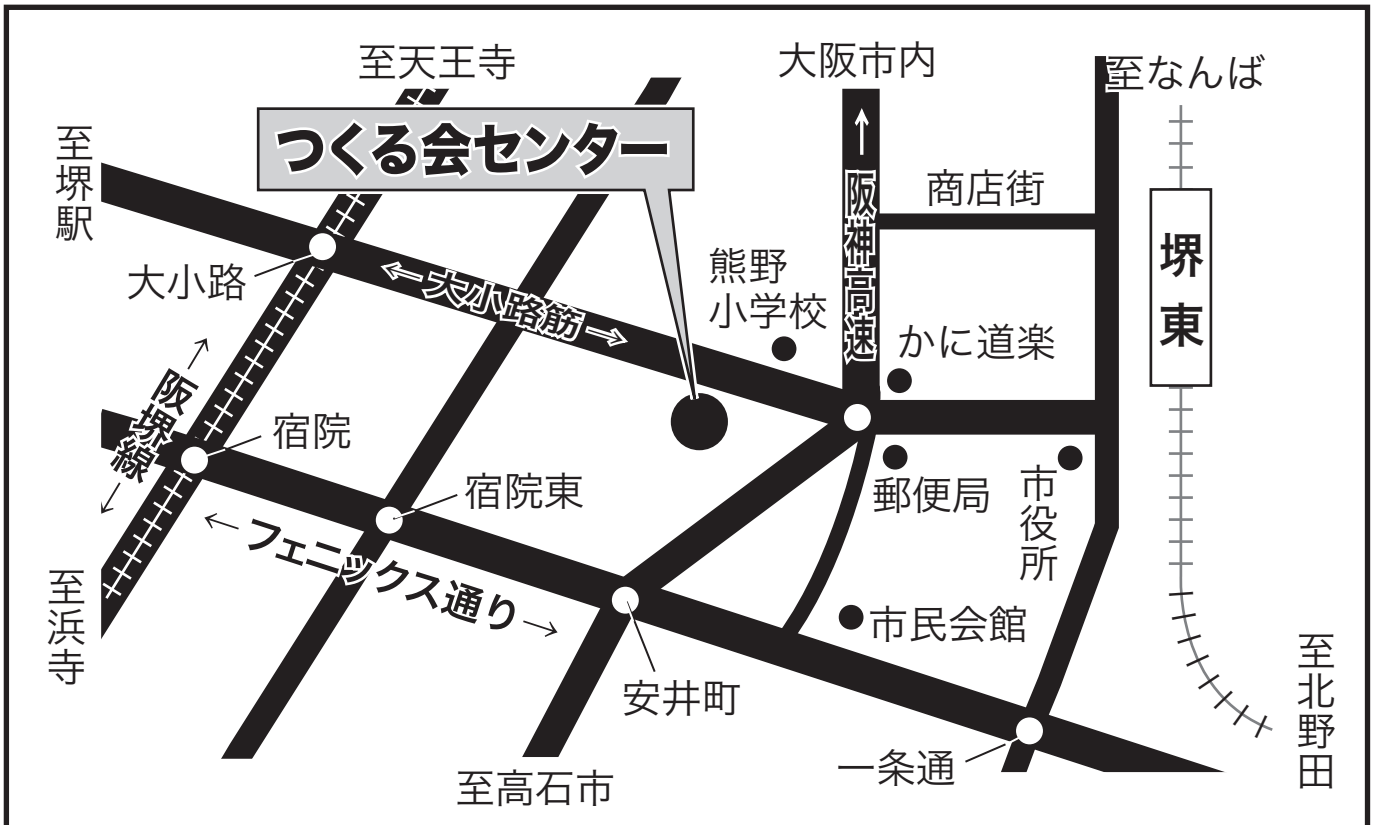 至天王寺
大阪市内
至なんば
つくる会センター
至堺駅
商店街
阪神高速
堺東
熊野
小学校
大小路
←大小路筋→
かに道楽
←阪堺線→
宿院
宿院東
郵便局
市役所
←フェニックス通り→
市民会館
至浜寺
安井町
至北野田
一条通
至高石市